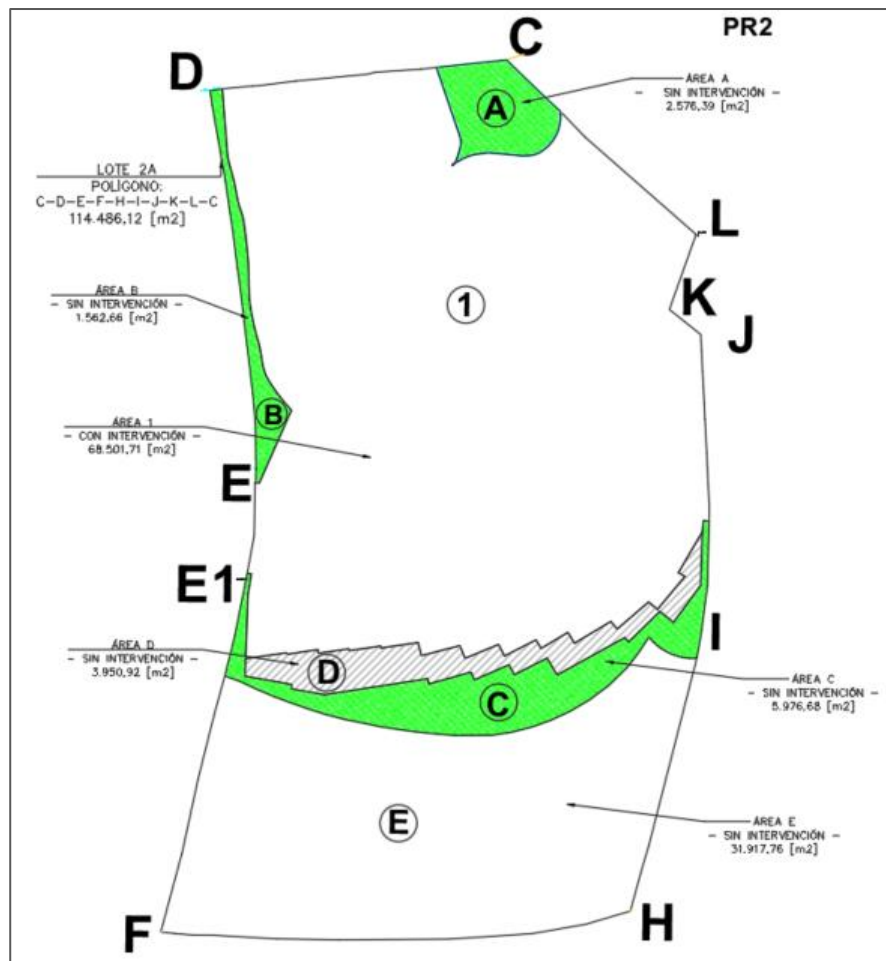 PR2
C
D
ÁREA A
- SIN INTERVENCIÓN -
2.576,39 [m2]
A
LOTE 2A
POLÍGONO:
C-D-E-F-H-I-J-K-L-C
114.486,12 [m2]
L
ÁREA B
- SIN INTERVENCIÓN -
1.562,66 [m2]
1
K
J
B
ÁREA 1
- CON INTERVENCIÓN -
68.501,71 [m2]
E
E1
I
ÁREA D
- SIN INTERVENCIÓN -
3.950,92 [m2]
D
C
ÁREA C
- SIN INTERVENCIÓN -
5.976,68 [m2]
E
ÁREA E
- SIN INTERVENCIÓN -
31.917,76 [m2]
F
H